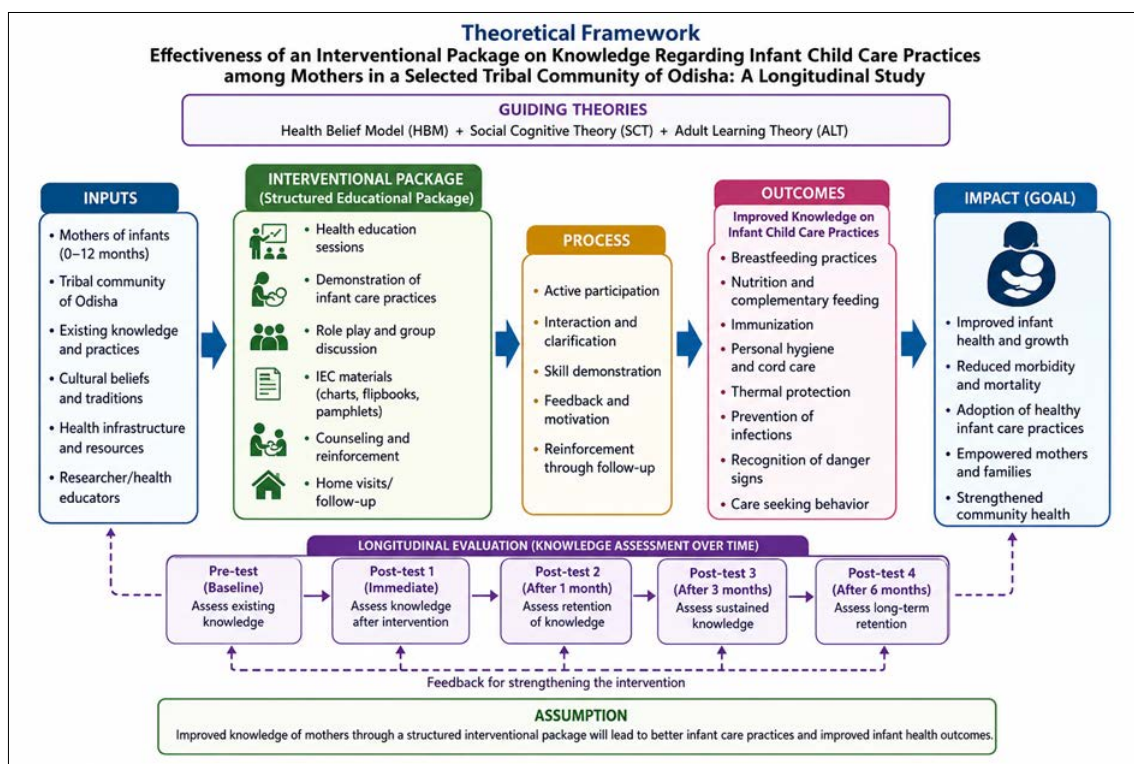 Theoretical Framework
Effectiveness of an Interventional Package on Knowledge Regarding Infant Child Care Practices
among Mothers in a Selected Tribal Community of Odisha: A Longitudinal Study
GUIDING THEORIES
Health Belief Model (HBM) + Social Cognitive Theory (SCT) + Adult Learning Theory (ALT)
INPUTS
• Mothers of infants
(0–12 months)
• Tribal community
of Odisha
• Existing knowledge
and practices
• Cultural beliefs
and traditions
• Health infrastructure
and resources
• Researcher/health
educators
INTERVENTIONAL PACKAGE
(Structured Educational Package)
• Health education
sessions
• Demonstration of
infant care practices
• Role play and group
discussion
• IEC materials
(charts, flipbooks,
pamphlets)
• Counseling and
reinforcement
• Home visits/
follow-up
PROCESS
• Active participation
• Interaction and
clarification
• Skill demonstration
• Feedback and
motivation
• Reinforcement
through follow-up
OUTCOMES
Improved Knowledge on
Infant Child Care Practices
• Breastfeeding practices
• Nutrition and
complementary feeding
• Immunization
• Personal hygiene
and cord care
• Thermal protection
• Prevention of
infections
• Recognition of danger
signs
• Care seeking behavior
IMPACT (GOAL)
• Improved infant
health and growth
• Reduced morbidity
and mortality
• Adoption of healthy
infant care practices
• Empowered mothers
and families
• Strengthened
community health
LONGITUDINAL EVALUATION (KNOWLEDGE ASSESSMENT OVER TIME)
Pre-test
(Baseline)
Assess existing
knowledge
Post-test 1
(Immediate)
Assess knowledge
after intervention
Post-test 2
(After 1 month)
Assess retention
of knowledge
Post-test 3
(After 3 months)
Assess sustained
knowledge
Post-test 4
(After 6 months)
Assess long-term
retention
Feedback for strengthening the intervention
ASSUMPTION
Improved knowledge of mothers through a structured interventional package will lead to better infant care practices and improved infant health outcomes.